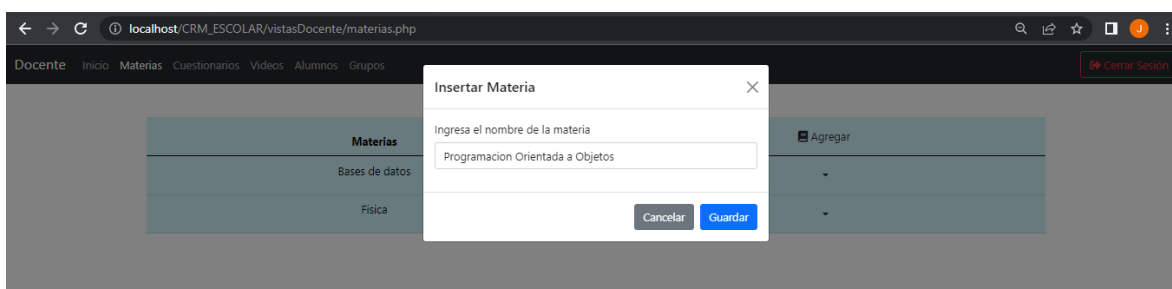 localhost/CRM_ESCOLAR/vistasDocente/materias.php
J
Docente Inicio Materias Cuestionarios Videos Alumnos Grupos Cerrar Sesión
Insertar Materia
Ingresa el nombre de la materia
Programacion Orientada a Objetos
Cancelar Guardar
Materias Agregar
Bases de datos
Fisica